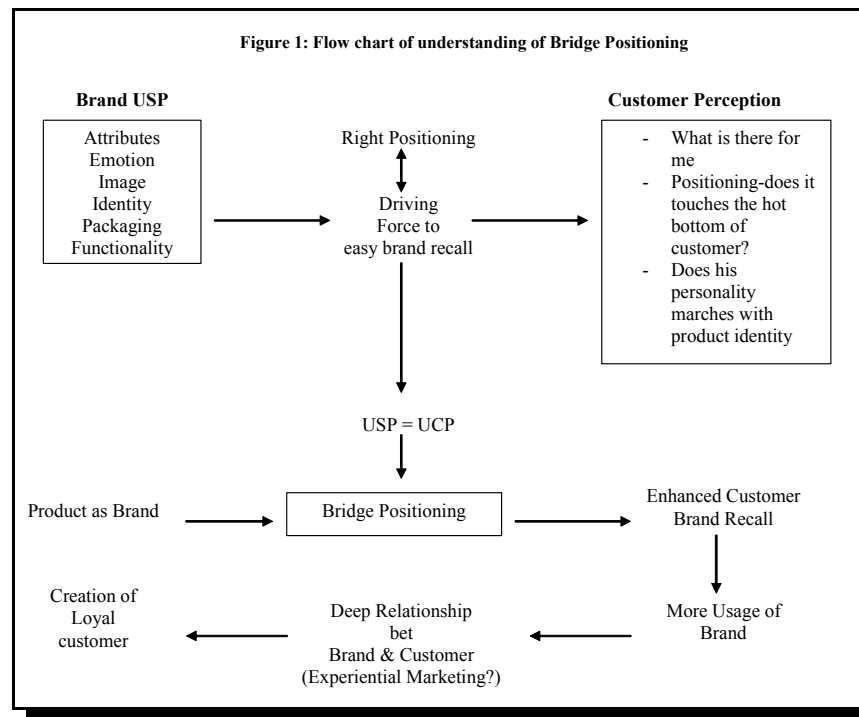 Figure 1: Flow chart of understanding of Bridge Positioning
Brand USP
Attributes
Emotion
Image
Identity
Packaging
Functionality
Right Positioning
Driving
Force to
easy brand recall
Customer Perception
- What is there for
me
- Positioning-does it
touches the hot
bottom of
customer?
- Does his
personality
marches with
product identity
USP = UCP
Product as Brand
Bridge Positioning
Enhanced Customer
Brand Recall
More Usage of
Brand
Deep Relationship
bet
Brand & Customer
(Experiential Marketing?)
Creation of
Loyal
customer